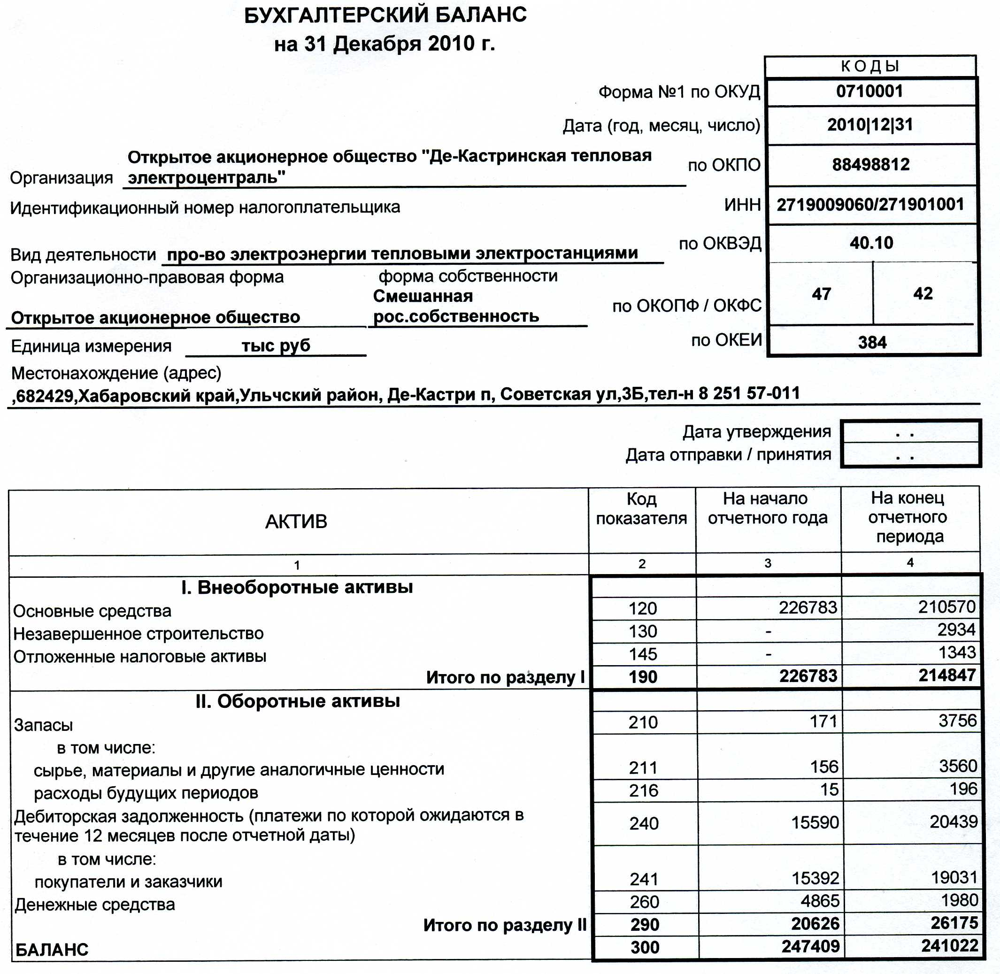 БУХГАЛТЕРСКИЙ БАЛАНС
на 31 Декабря 2010 г.
К О Д Ы
Форма №1 по ОКУД 0710001
Дата (год, месяц, число) 2010|12|31
Открытое акционерное общество "Де-Кастринская тепловая
Организация электроцентраль" по ОКПО 88498812
Идентификационный номер налогоплательщика ИНН 2719009060/271901001
Вид деятельности про-во электроэнергии тепловыми электростанциями по ОКВЭД 40.10
Организационно-правовая форма форма собственности
Смешанная
Открытое акционерное общество рос.собственность по ОКОПФ / ОКФС 47 42
Единица измерения тыс руб по ОКЕИ 384
Местонахождение (адрес)
,682429,Хабаровский край,Ульчский район, Де-Кастри п, Советская ул,3Б,тел-н 8 251 57-011
Дата утверждения . .
Дата отправки / принятия . .
АКТИВ
Код
показателя
На начало
отчетного года
На конец
отчетного
периода
1 2 3 4
I. Внеоборотные активы
Основные средства 120 226783 210570
Незавершенное строительство 130 - 2934
Отложенные налоговые активы 145 - 1343
Итого по разделу I 190 226783 214847
II. Оборотные активы
Запасы 210 171 3756
в том числе:
сырье, материалы и другие аналогичные ценности 211 156 3560
расходы будущих периодов 216 15 196
Дебиторская задолженность (платежи по которой ожидаются в
течение 12 месяцев после отчетной даты) 240 15590 20439
в том числе:
покупатели и заказчики 241 15392 19031
Денежные средства 260 4865 1980
Итого по разделу II 290 20626 26175
БАЛАНС 300 247409 241022